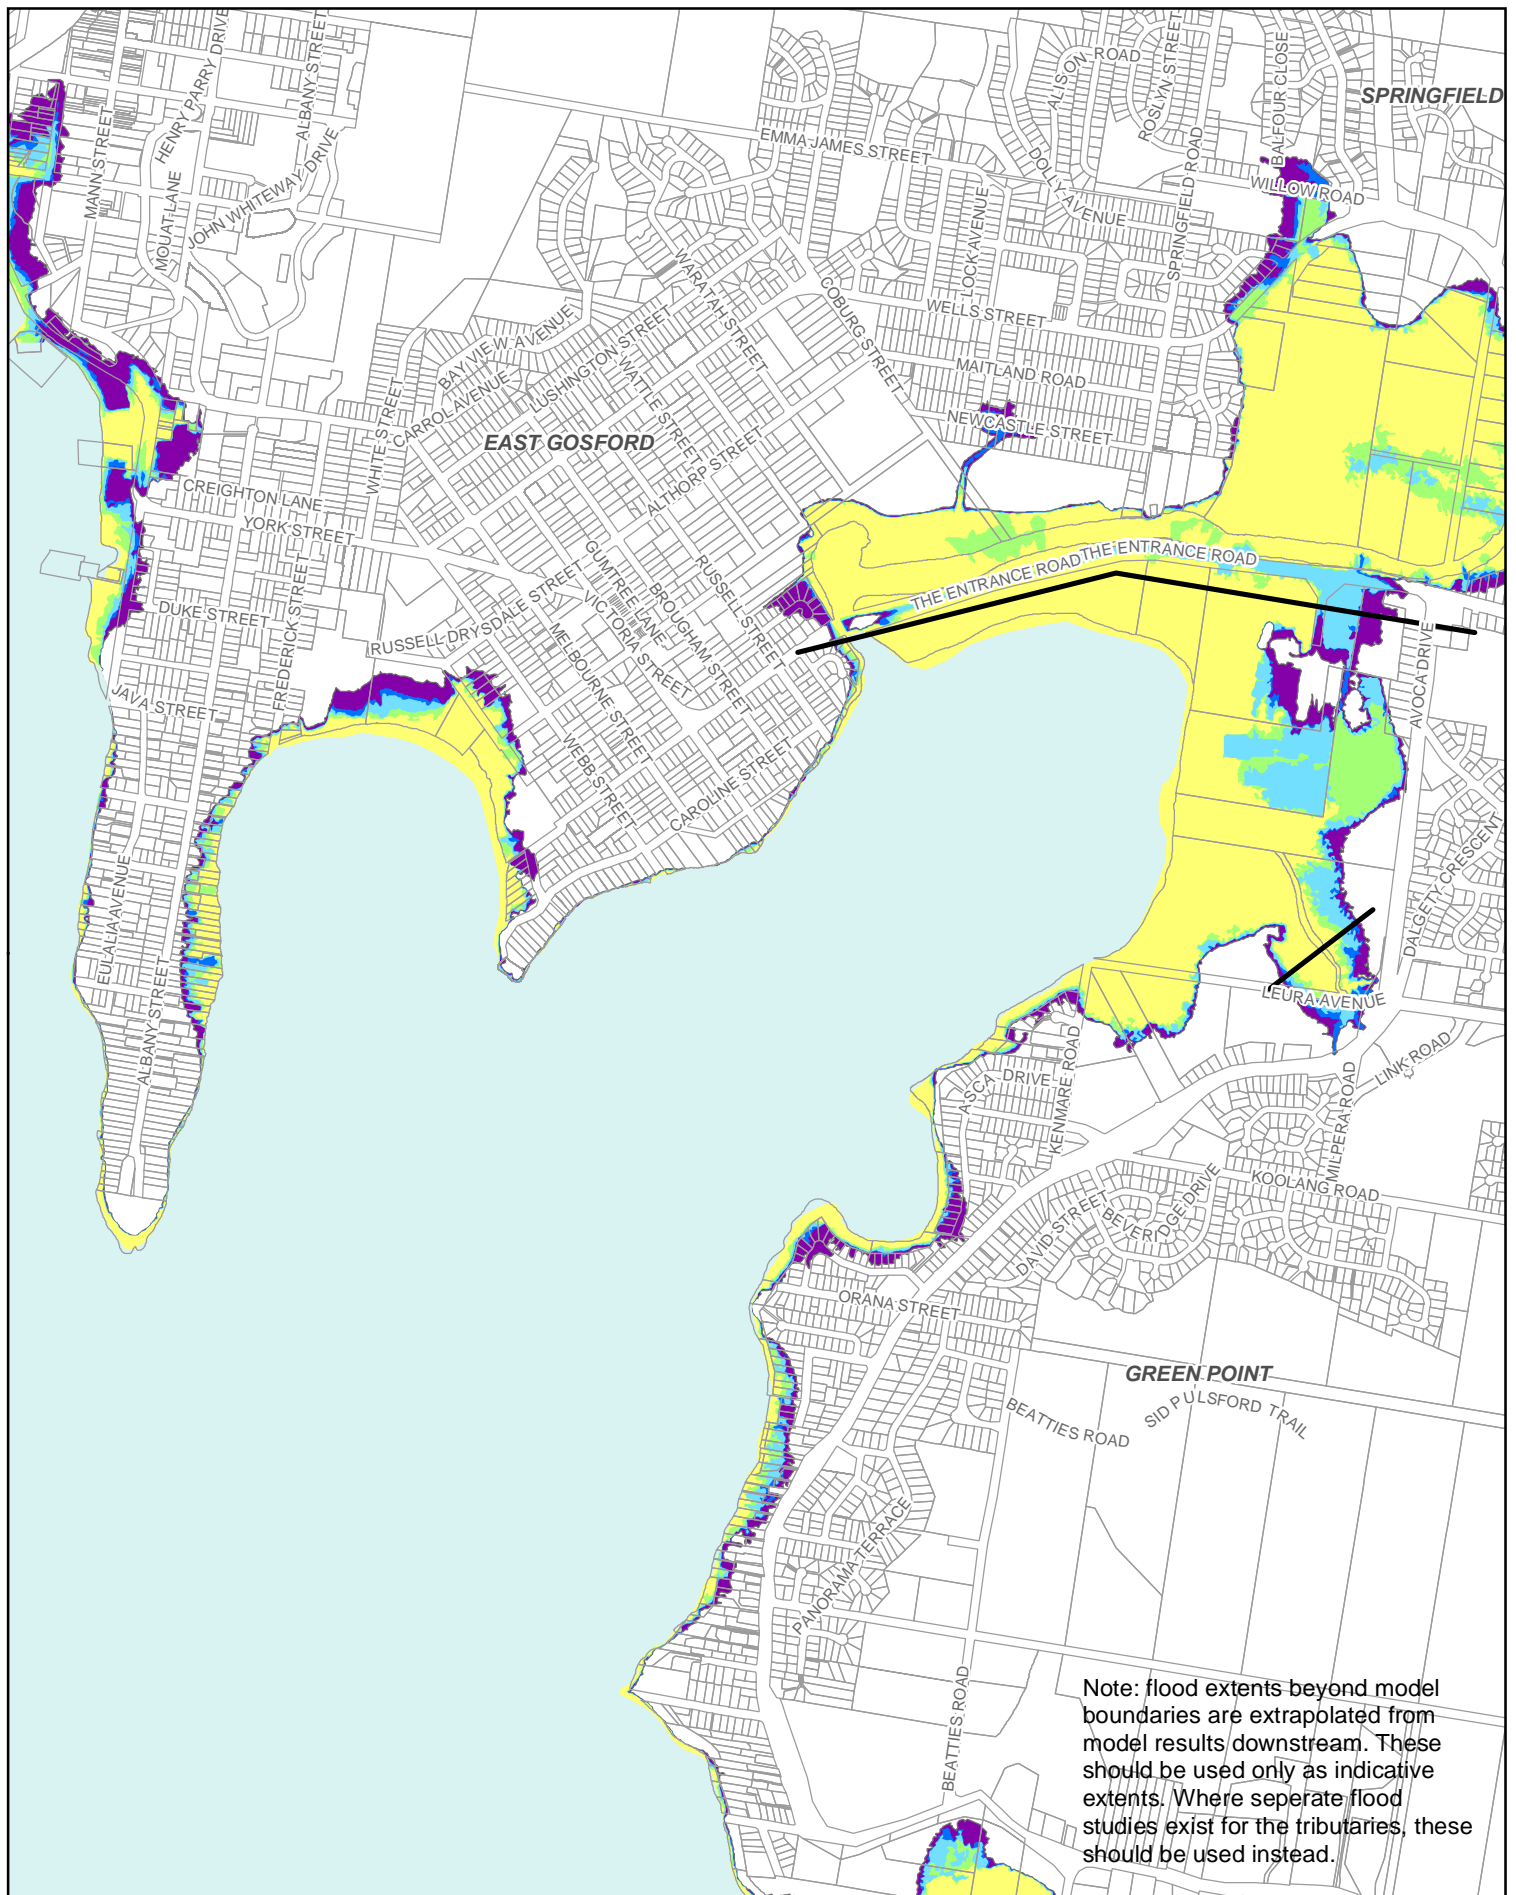 HENRY PARRY DRIVE
ALBANY STREET
MANN STREET
MOUAT LANE
JOHN WHITEWAY DRIVE
ALISON ROAD
ROSLYN STREET
BALFOUR CLOSE
SPRINGFIELD
EMMA JAMES STREET
DOLLY AVENUE
SPRINGFIELD ROAD
WILLOW ROAD
LOCK AVENUE
WARATAH STREET
COBURG STREET
WELLS STREET
BAY VIEW AVENUE
LUSHINGTON STREET
CARROL AVENUE
WATTLE STREET
MAITLAND ROAD
WHITE STREET
EAST GOSFORD
NEWCASTLE STREET
ALTHORP STREET
CREIGHTON LANE
YORK STREET
THE ENTRANCE ROAD
THE ENTRANCE ROAD
FREDERICK STREET
DUKE STREET
RUSSELL DRYSDALE STREET
GUMTREE LANE
VICTORIA STREET
BROUGHAM STREET
RUSSELL STREET
MELBOURNE STREET
AVOCA DRIVE
JAVA STREET
WEBB STREET
CAROLINE STREET
DALGETY CRESCENT
EULALIA AVENUE
ALBANY STREET
LEURA AVENUE
ASCA DRIVE
KENMARE ROAD
LINK ROAD
MILPERA ROAD
KOOLANG ROAD
DAVID STREET
BEVERIDGE DRIVE
ORANA STREET
GREEN POINT
BEATTIES ROAD
SID PULSFORD TRAIL
PANORAMA TERRACE
BEATTIES ROAD
Note: flood extents beyond model
boundaries are extrapolated from
model results downstream. These
should be used only as indicative
extents. Where seperate flood
studies exist for the tributaries, these
should be used instead.